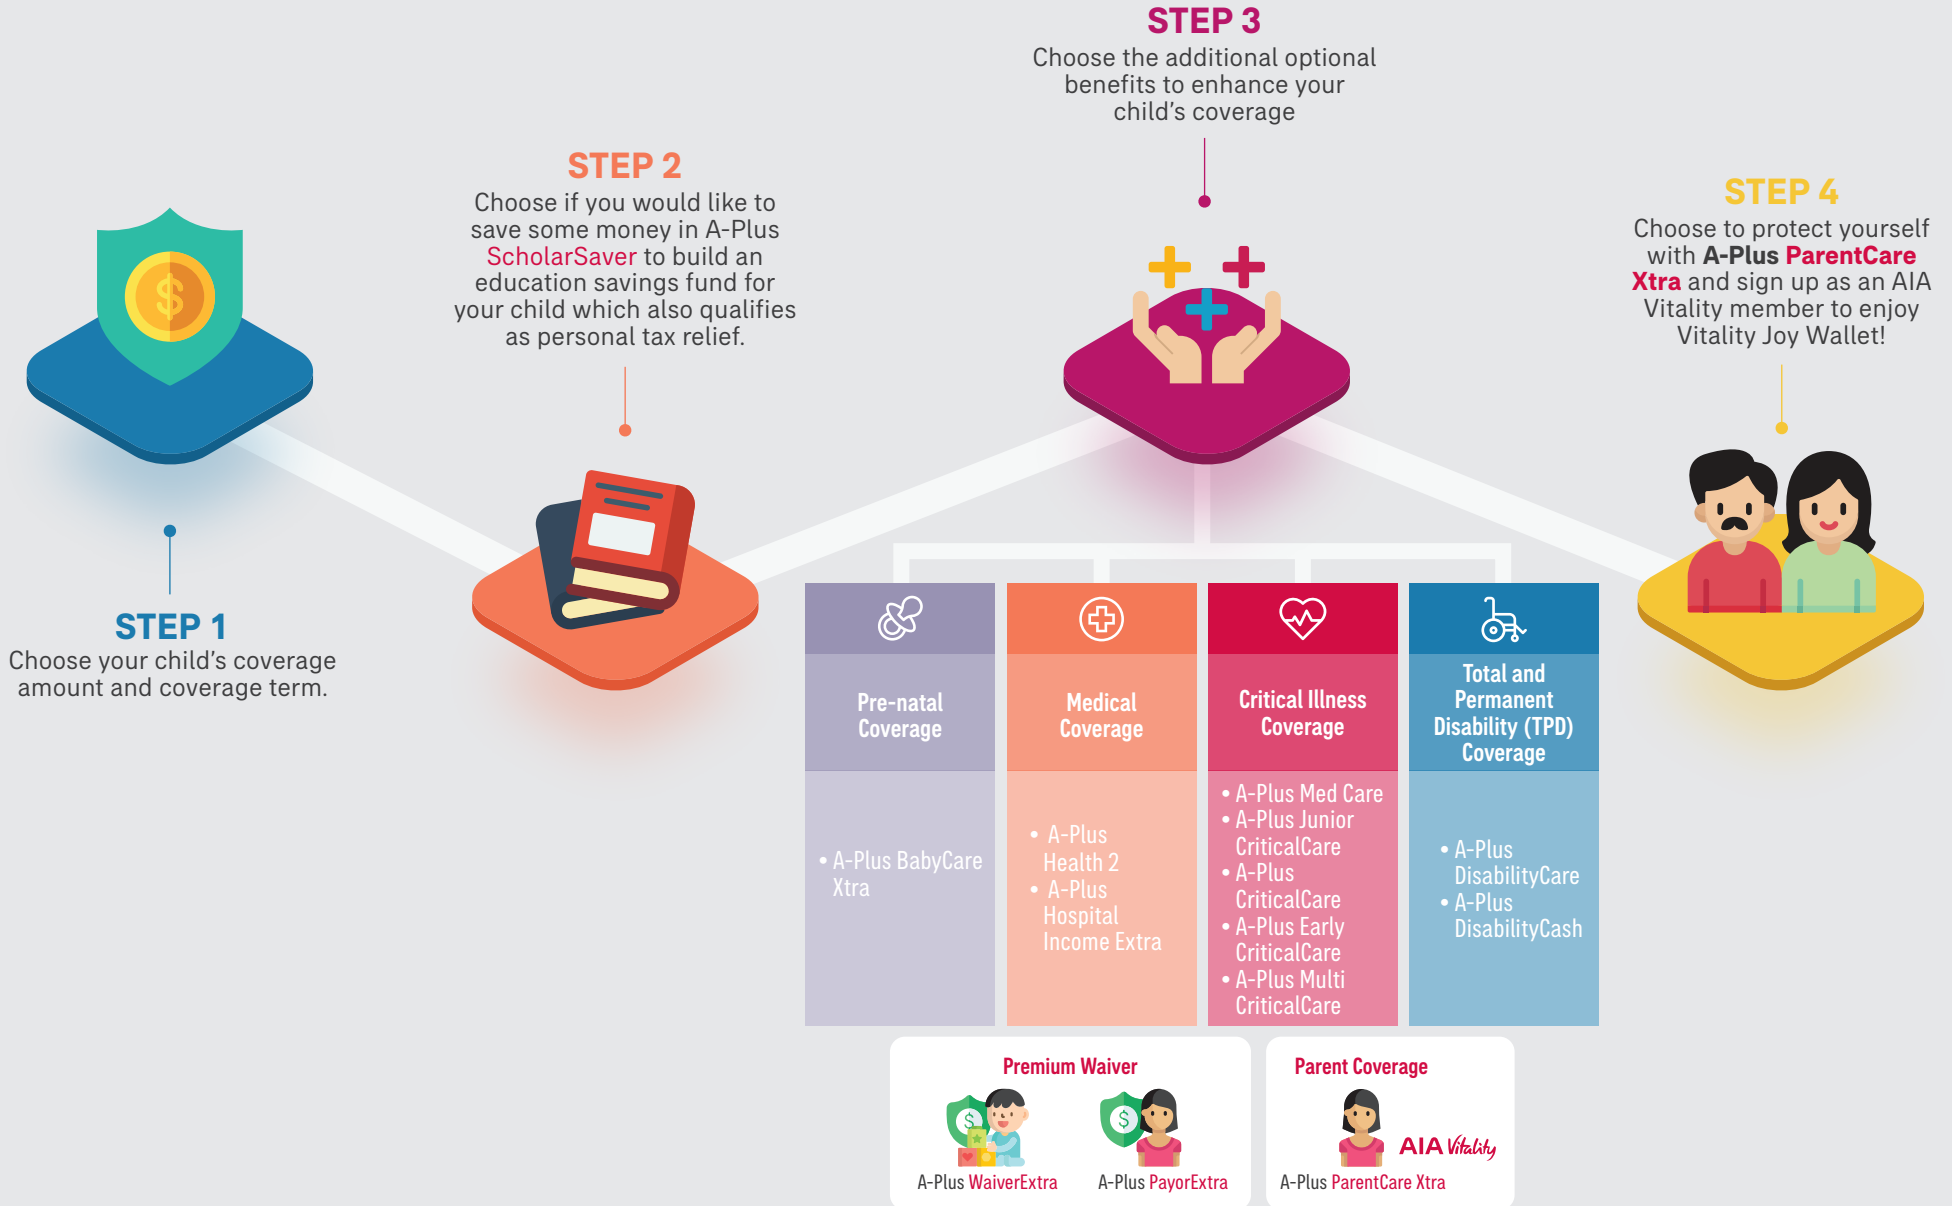 STEP 1
Choose your child's coverage
amount and coverage term.
STEP 2
Choose if you would like to
save some money in A-Plus
ScholarSaver to build an
education savings fund for
your child which also qualifies
as personal tax relief.
STEP 3
Choose the additional optional
benefits to enhance your
child's coverage
STEP 4
Choose to protect yourself
with A-Plus ParentCare
Xtra and sign up as an AIA
Vitality member to enjoy
Vitality Joy Wallet!
Pre-natal
Coverage
• A-Plus BabyCare
Xtra
Medical
Coverage
• A-Plus
Health 2
• A-Plus
Hospital
Income Extra
Critical Illness
Coverage
• A-Plus Med Care
• A-Plus Junior
CriticalCare
• A-Plus
CriticalCare
• A-Plus Early
CriticalCare
• A-Plus Multi
CriticalCare
Total and
Permanent
Disability (TPD)
Coverage
• A-Plus
DisabilityCare
• A-Plus
DisabilityCash
Premium Waiver
$
A-Plus WaiverExtra
$
A-Plus PayorExtra
Parent Coverage
AIA Vitality
A-Plus ParentCare Xtra